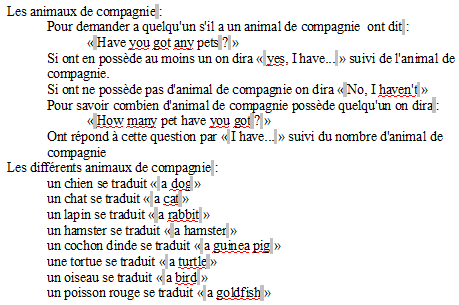 Les animaux de compagnie :
Pour demander a quelqu'un s'il a un animal de compagnie ont dit :
« Have you got any pets ? »
Si ont en possède au moins un on dira « yes, I have... » suivi de l'animal de
compagnie.
Si ont ne possède pas d'animal de compagnie on dira « No, I haven't »
Pour savoir combien d'animal de compagnie possède quelqu'un on dira :
« How many pet have you got ? »
Ont répond à cette question par « I have... » suivi du nombre d'animal de
compagnie
Les différents animaux de compagnie :
un chien se traduit « a dog »
un chat se traduit « a cat »
un lapin se traduit « a rabbit »
un hamster se traduit « a hamster »
un cochon dinde se traduit « a guinea pig »
une tortue se traduit « a turtle »
un oiseau se traduit « a bird »
un poisson rouge se traduit « a goldfish »